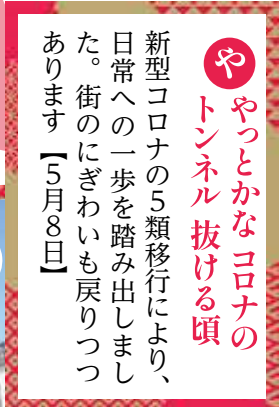 や
やっとかな コロナの
トンネル 抜ける頃
新型コロナの5類移行により、
日常への一歩を踏み出しまし
た。街のにぎわいも戻りつつ
あります【5月8日】